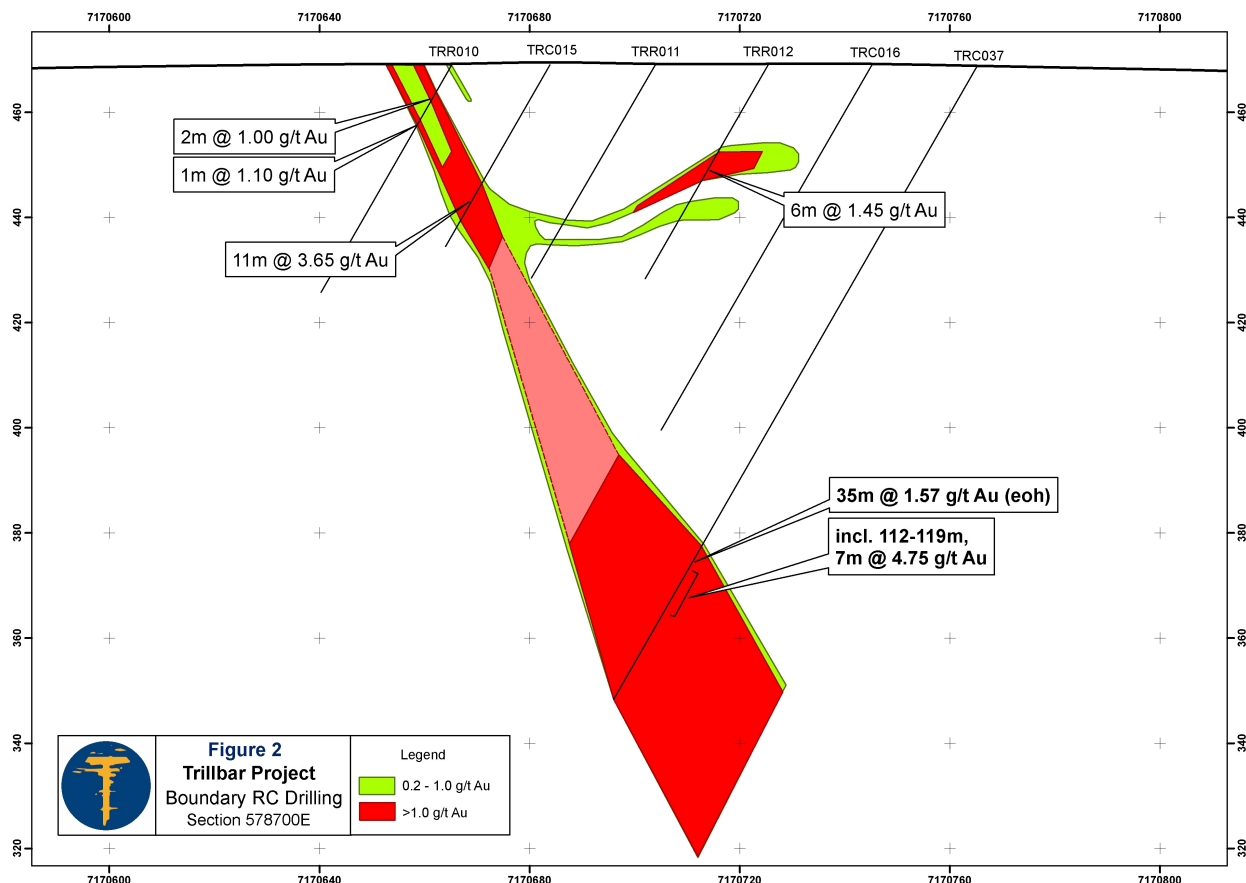 7170600 7170640 7170680 7170720 7170760 7170800
TRR010 TRC015 TRR011 TRR012 TRC016 TRC037
460 460
2m @ 1.00 g/t Au
1m @ 1.10 g/t Au
6m @ 1.45 g/t Au
440 440
11m @ 3.65 g/t Au
420 420
400 400
35m @ 1.57 g/t Au (eoh)
380 380
incl. 112-119m,
7m @ 4.75 g/t Au
360 360
340 340
Figure 2
Trillbar Project
Boundary RC Drilling
Section 578700E
Legend
0.2 - 1.0 g/t Au
>1.0 g/t Au
320 320
7170600 7170640 7170680 7170720 7170760 7170800